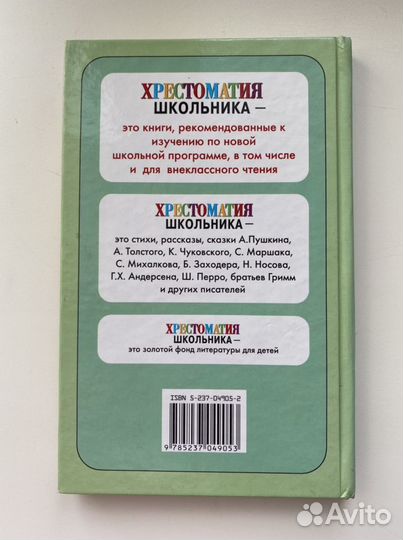 ХРЕСТОМАТИЯ
ШКОЛЬНИКА –
это книги, рекомендованные к
изучению по новой
школьной программе, в том числе
и для внеклассного чтения
ХРЕСТОМАТИЯ
ШКОЛЬНИКА –
это стихи, рассказы, сказки А.Пушкина,
А. Толстого, К. Чуковского, С. Маршака,
С. Михалкова, Б. Заходера, Н. Носова,
Г.Х. Андерсена, Ш. Перро, братьев Гримм
и других писателей
ХРЕСТОМАТИЯ
ШКОЛЬНИКА –
это золотой фонд литературы для детей
ISBN 5-237-04905-2
9 785237 049053
Avito